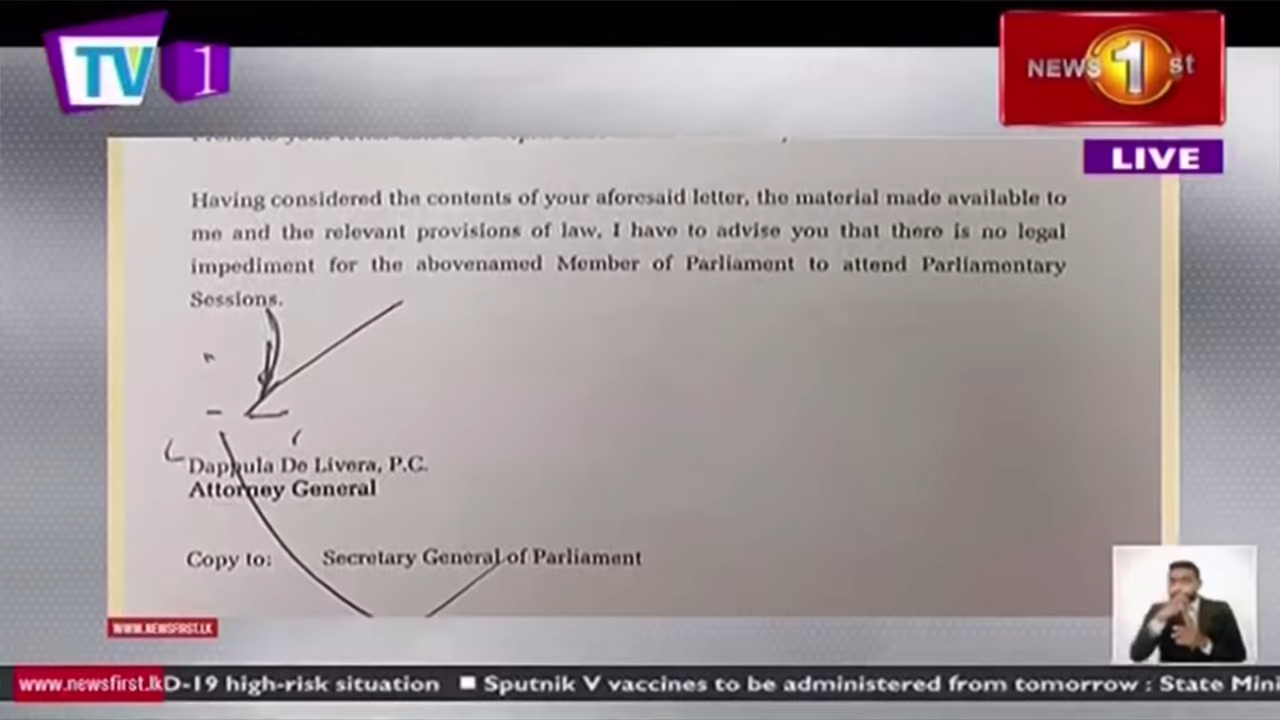 TV 1
NEWS 1st
LIVE
Having considered the contents of your aforesaid letter, the material made available to
me and the relevant provisions of law, I have to advise you that there is no legal
impediment for the abovenamed Member of Parliament to attend Parliamentary
Sessions.
Dappula De Livera, P.C.
Attorney General
Copy to: Secretary General of Parliament
WWW.NEWSFIRST.LK
www.newsfirst.lk D-19 high-risk situation ■ Sputnik V vaccines to be administered from tomorrow : State Mini